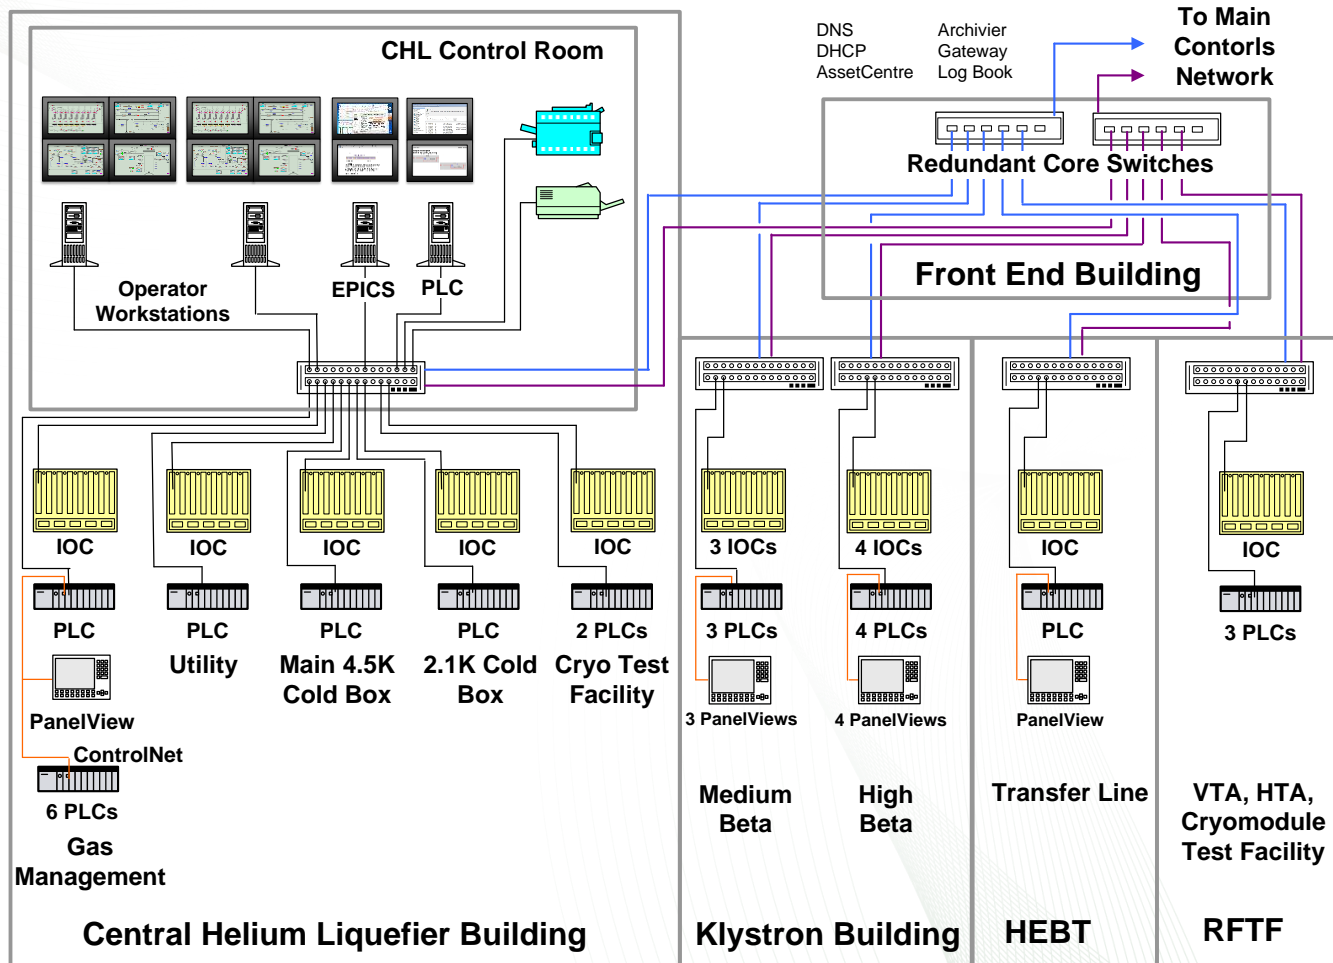 CHL Control Room
DNS
DHCP
AssetCentre
Archivier
Gateway
Log Book
To Main
Contorls
Network
Redundant Core Switches
Front End Building
Operator
Workstations
EPICS
PLC
IOC
IOC
IOC
IOC
IOC
3 IOCs
4 IOCs
IOC
IOC
PLC
PLC
PLC
PLC
2 PLCs
3 PLCs
4 PLCs
PLC
3 PLCs
Utility
Main 4.5K
Cold Box
2.1K Cold
Box
Cryo Test
Facility
PanelView
3 PanelViews
4 PanelViews
PanelView
ControlNet
6 PLCs
Gas
Management
Medium
Beta
High
Beta
Transfer Line
VTA, HTA,
Cryomodule
Test Facility
Central Helium Liquefier Building
Klystron Building
HEBT
RFTF